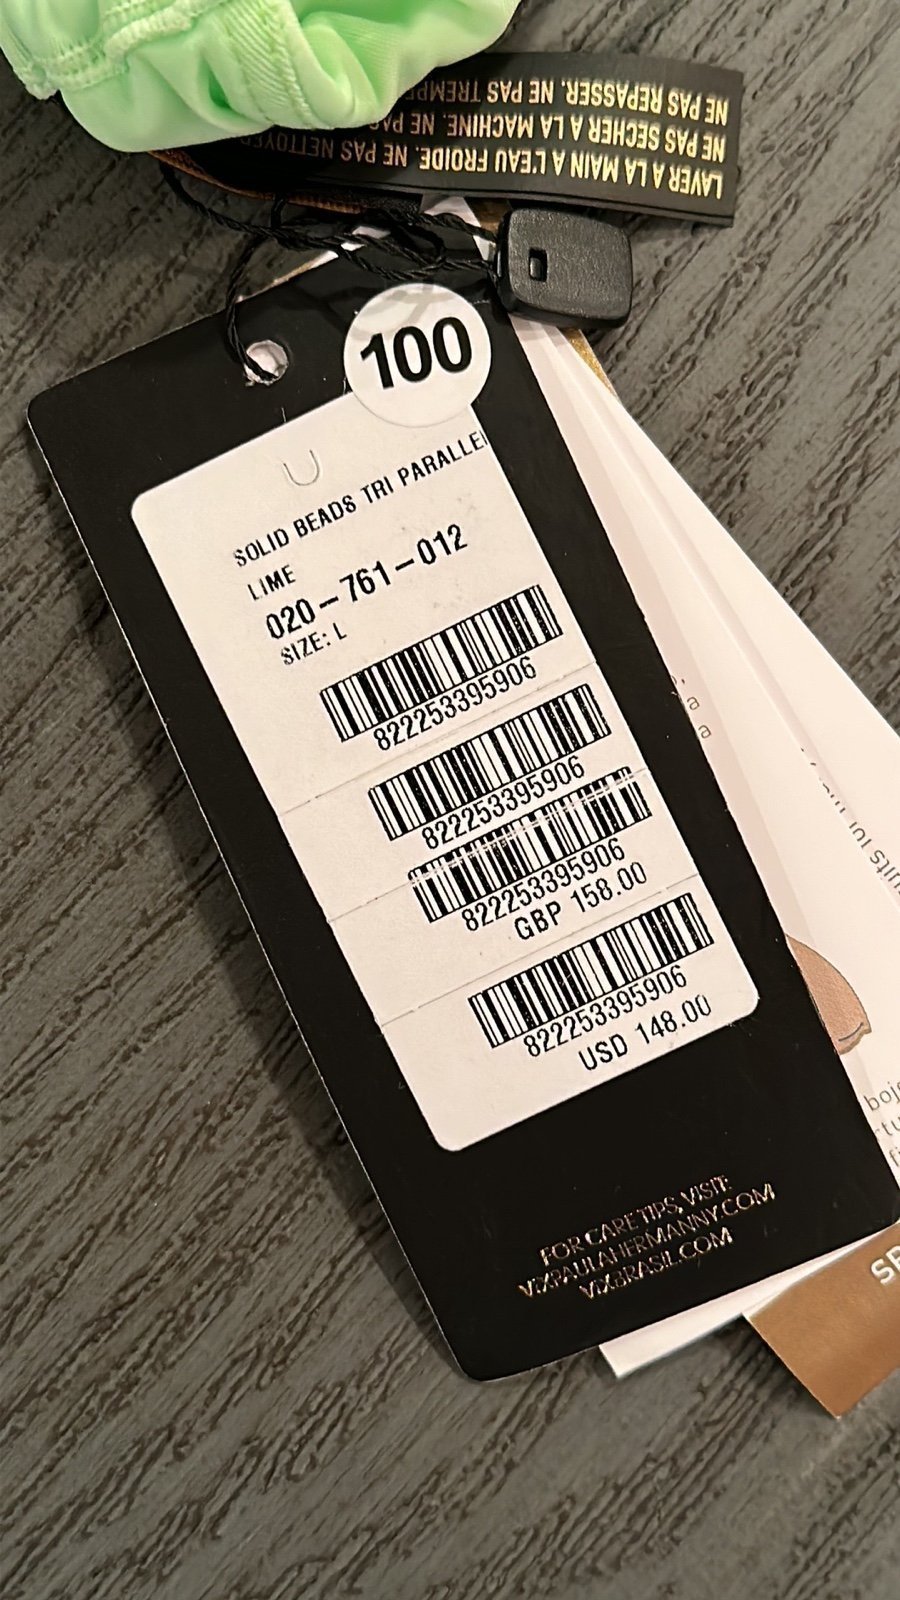 LAVER A LA MAIN A L'EAU FROIDE. NE PAS NETTOYER
NE PAS SECHER A LA MACHINE. NE PAS
NE PAS REPASSER. NE PAS
100
SOLID BEADS TRI PARALLE
LIME
020-761-012
SIZE: L
822253395906
822253395906
822253395906
GBP 158.00
822253395906
USD 148.00
FOR CARE TIPS, VISIT:
VIXPAULAHERMANNY.COM
VIXBRASIL.COM